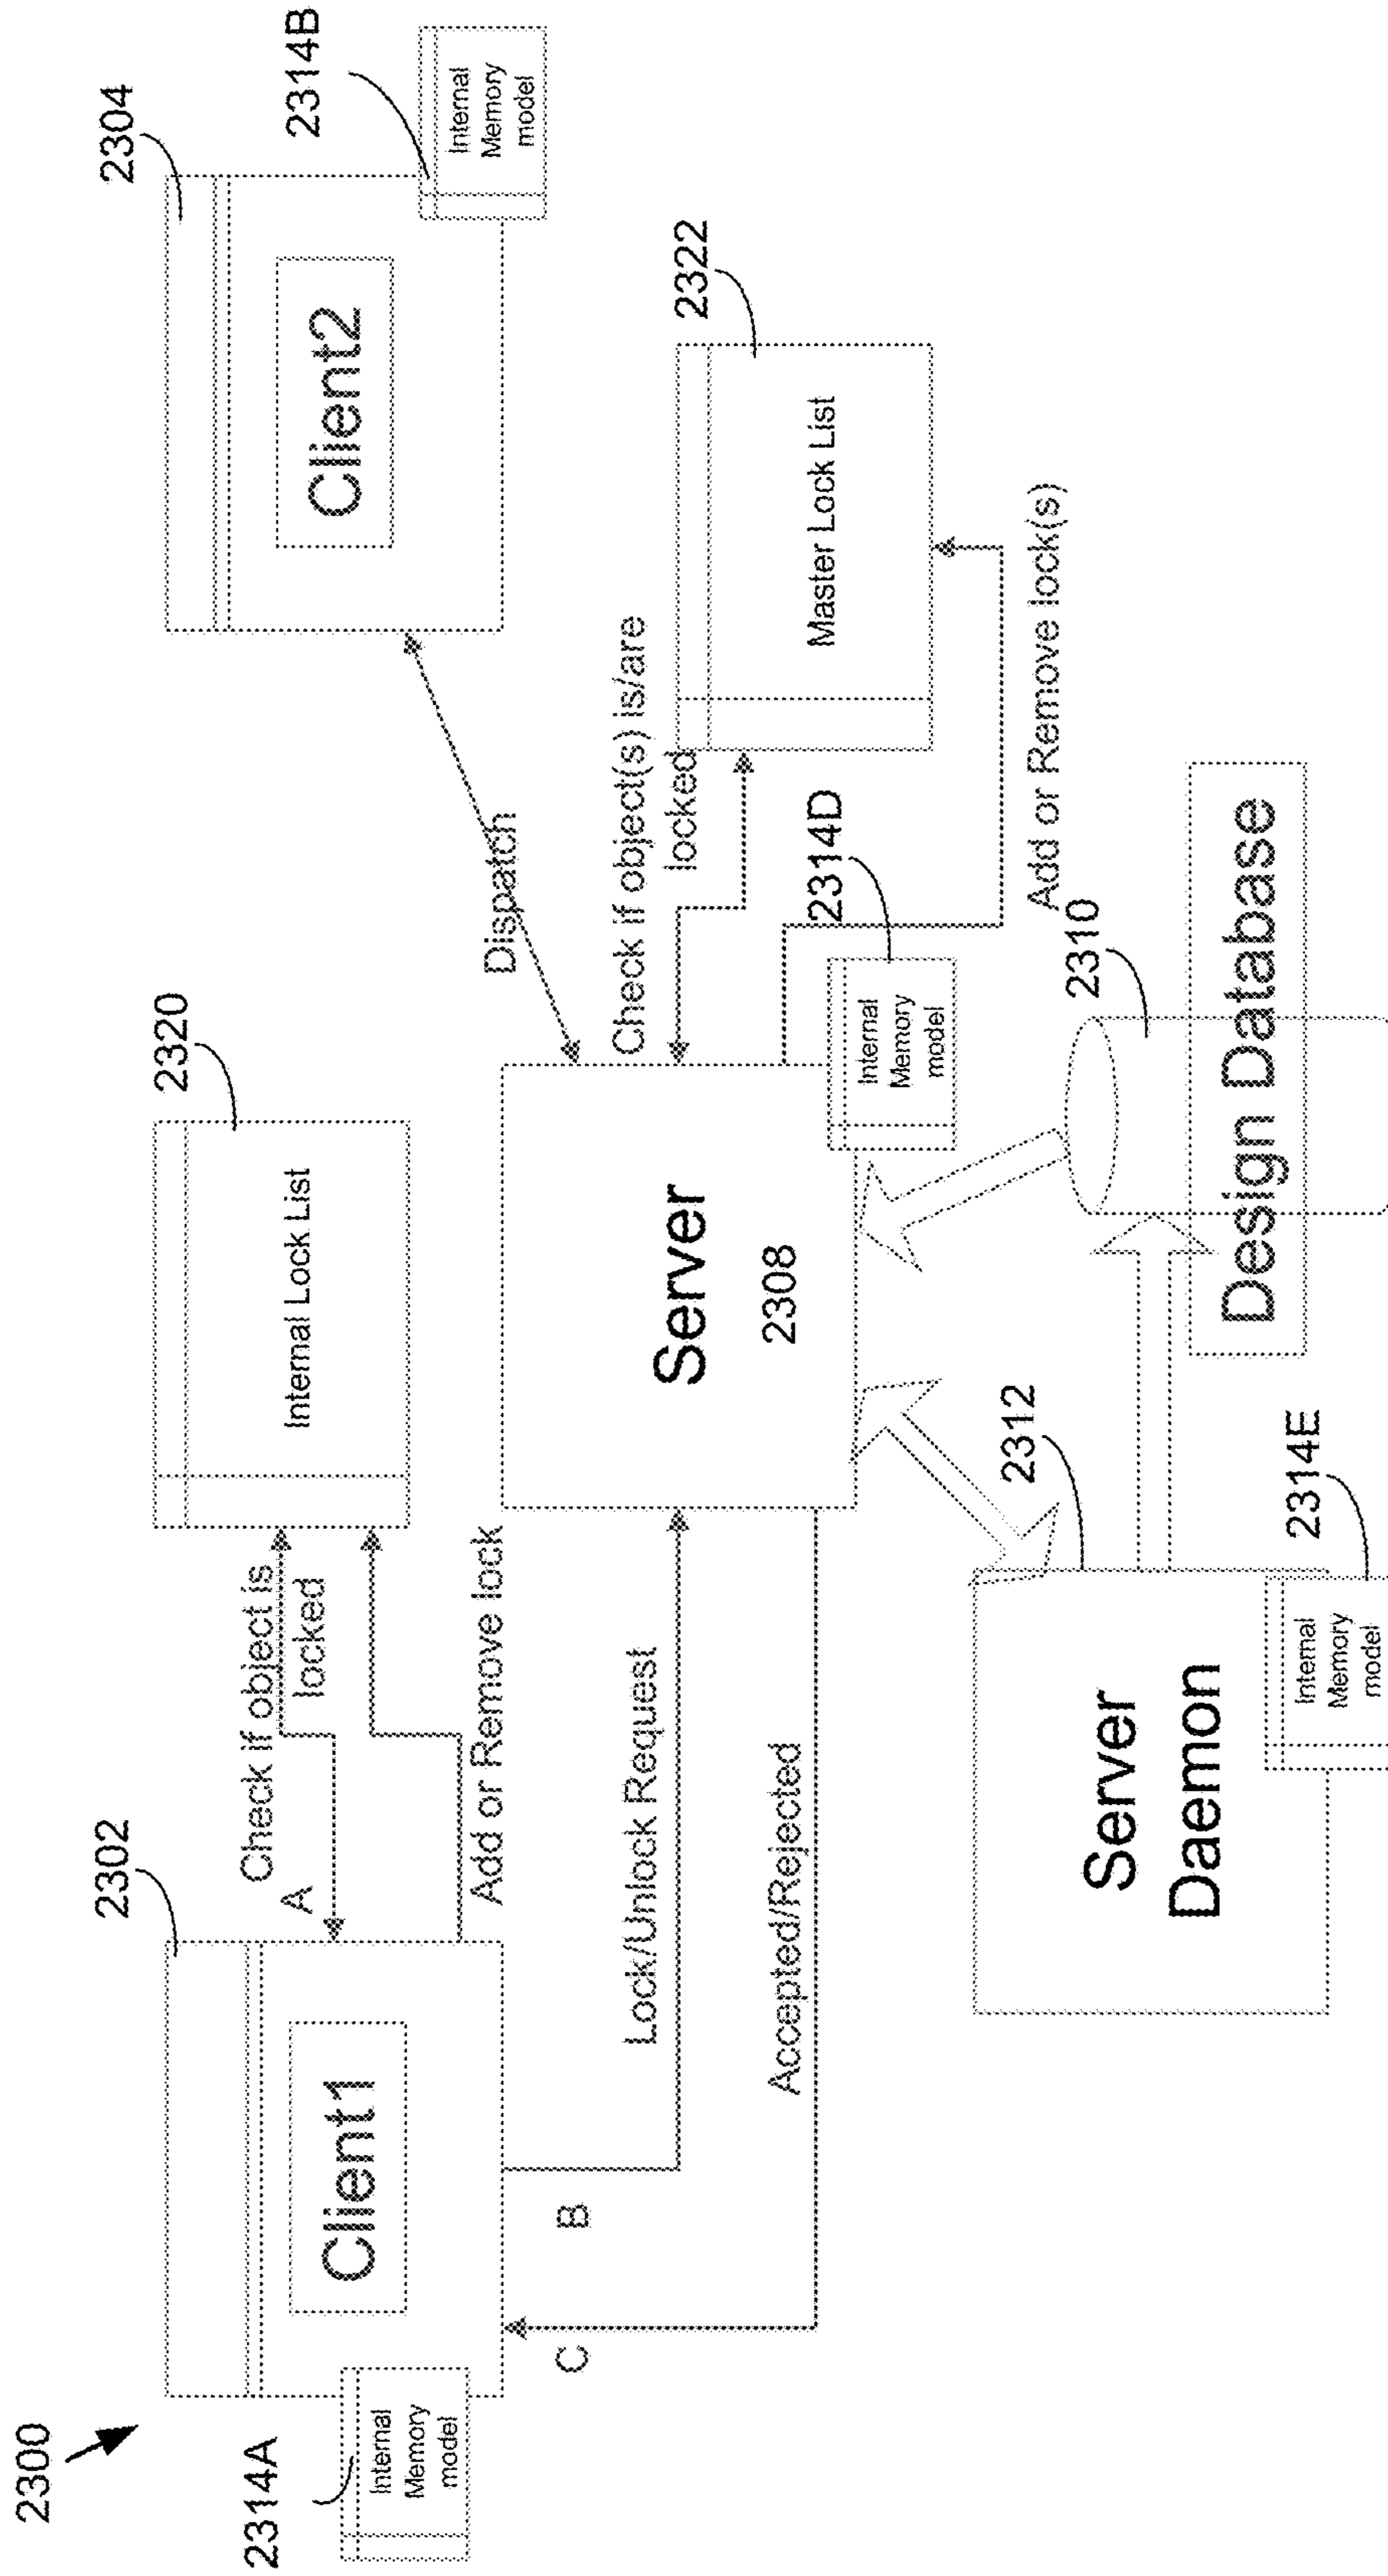 2300
2302
2320
2304
2314B
2314A
Client1
Internal
Memory
model
A
Check if object is
locked
Add or Remove lock
Internal Lock List
Client2
Internal
Memory
model
Dispatch
B
C
Lock/Unlock Request
Accepted/Rejected
Server
2308
Internal
Memory
model
2314D
Check if object(s) is/are
locked
Master Lock List
2322
Add or Remove lock(s)
Server
Daemon
2312
Internal
Memory
model
2314E
2310
Design Database